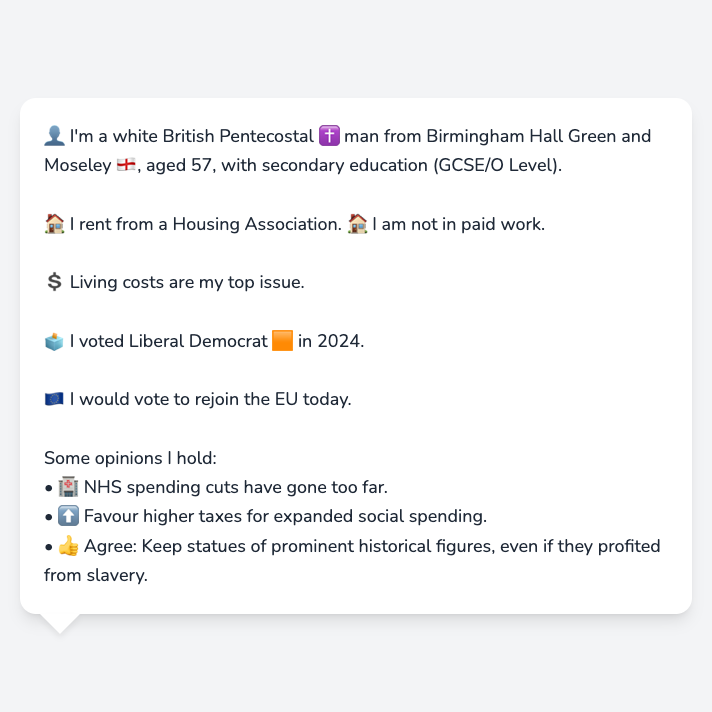 👤 I'm a white British Pentecostal ✝️ man from Birmingham Hall Green and
Moseley 🏴󠁧󠁢󠁥󠁮󠁧󠁿, aged 57, with secondary education (GCSE/O Level).
🏠 I rent from a Housing Association. 🏠 I am not in paid work.
💲 Living costs are my top issue.
🗳️ I voted Liberal Democrat 🟧 in 2024.
🇪🇺 I would vote to rejoin the EU today.
Some opinions I hold:
• 🏥 NHS spending cuts have gone too far.
• ⬆️ Favour higher taxes for expanded social spending.
• 👍 Agree: Keep statues of prominent historical figures, even if they profited
from slavery.